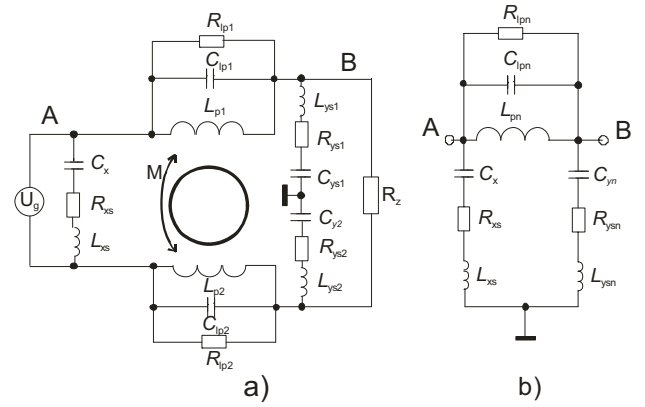 R_lp1
C_lp1
L_p1
A
B
L_ys1
R_ys1
C_ys1
C_x
R_xs
L_xs
U_g
M
C_y2
R_ys2
L_ys2
R_z
L_p2
C_lp2
R_lp2
a)
R_lpn
C_lpn
L_pn
A
B
C_x
R_xs
L_xs
C_yn
R_ysn
L_ysn
b)